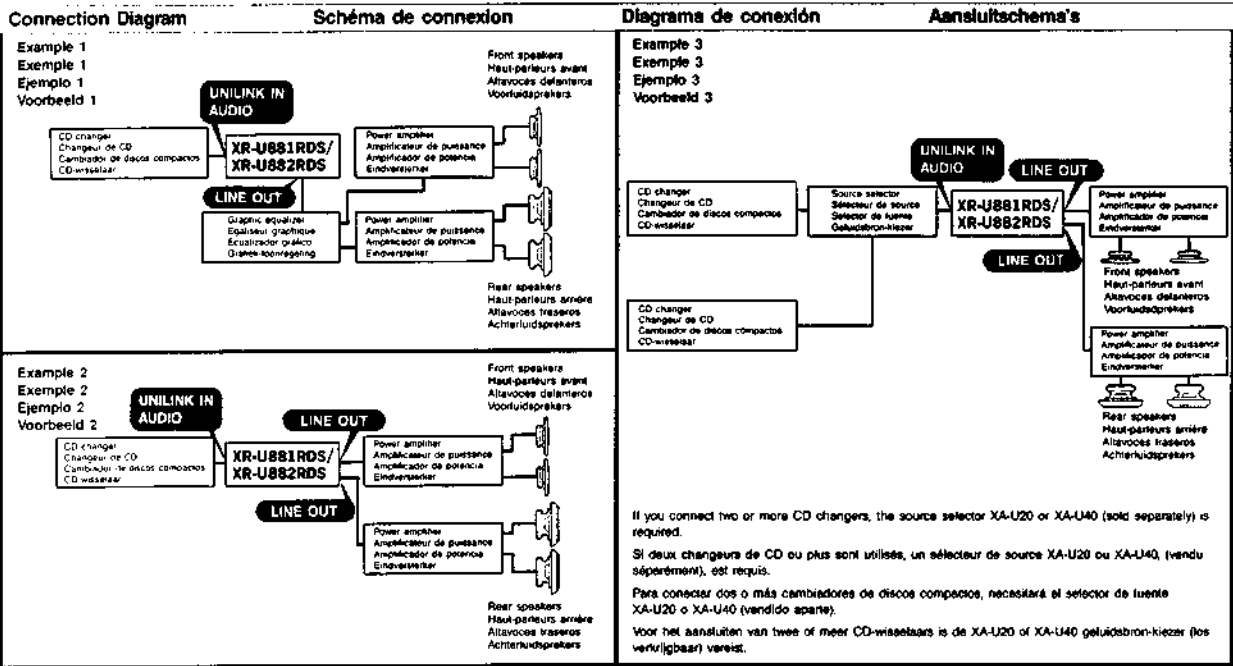 Connection Diagram
Schéma de connexion
Diagrama de conexión
Aansluitschema's
Example 1
Exemple 1
Ejemplo 1
Voorbeeld 1
UNILINK IN
AUDIO
CD changer
Changeur de CD
Cambiador de discos compactos
CD-wisselaar
XR-U881RDS/
XR-U882RDS
LINE OUT
Graphic equalizer
Egaliseur graphique
Ecualizador gráfico
Grafiek-toonregeling
Power amplifier
Amplificateur de puissance
Amplificador de potencia
Eindversterker
Front speakers
Haut-parleurs avant
Altavoces delanteros
Voorluidsprekers
Power amplifier
Amplificateur de puissance
Amplificador de potencia
Eindversterker
Rear speakers
Haut-parleurs arrière
Altavoces traseros
Achterluidsprekers
Example 2
Exemple 2
Ejemplo 2
Voorbeeld 2
UNILINK IN
AUDIO
CD changer
Changeur de CD
Cambiador de discos compactos
CD wisselaar
XR-U881RDS/
XR-U882RDS
LINE OUT
LINE OUT
Power amplifier
Amplificateur de puissance
Amplificador de potencia
Eindversterker
Front speakers
Haut-parleurs avant
Altavoces delanteros
Voorluidsprekers
Power amplifier
Amplificateur de puissance
Amplificador de potencia
Eindversterker
Rear speakers
Haut-parleurs arrière
Altavoces traseros
Achterluidsprekers
Example 3
Exemple 3
Ejemplo 3
Voorbeeld 3
CD changer
Changeur de CD
Cambiador de discos compactos
CD-wisselaar
Source selector
Sélecteur de source
Selector de fuente
Geluidsbron-kiezer
UNILINK IN
AUDIO
XR-U881RDS/
XR-U882RDS
LINE OUT
LINE OUT
Power amplifier
Amplificateur de puissance
Amplificador de potencia
Eindversterker
Front speakers
Haut-parleurs avant
Altavoces delanteros
Voorluidsprekers
CD changer
Changeur de CD
Cambiador de discos compactos
CD-wisselaar
Power amplifier
Amplificateur de puissance
Amplificador de potencia
Eindversterker
Rear speakers
Haut-parleurs arrière
Altavoces traseros
Achterluidsprekers
If you connect two or more CD changers, the source selector XA-U20 or XA-U40 (sold separately) is
required.
Si deux changeurs de CD ou plus sont utilisés, un sélecteur de source XA-U20 ou XA-U40, (vendu
séparément), est requis.
Para conectar dos o más cambiadores de discos compactos, necesitará el selector de fuente
XA-U20 o XA-U40 (vendido aparte).
Voor het aansluiten van twee of meer CD-wisselaars is de XA-U20 of XA-U40 geluidsbron-kiezer (los
verkrijgbaar) vereist.